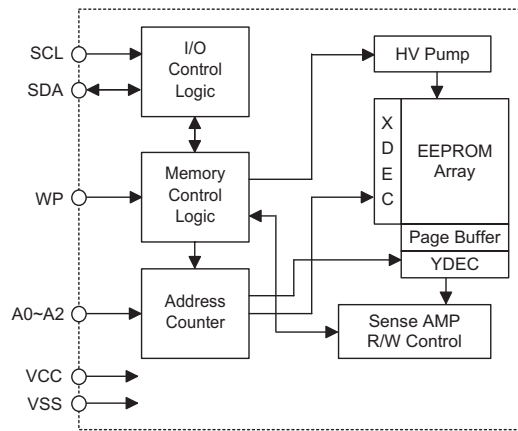 SCL
SDA
WP
A0~A2
VCC
VSS
I/O
Control
Logic
Memory
Control
Logic
Address
Counter
HV Pump
X
D
E
C
EEPROM
Array
Page Buffer
YDEC
Sense AMP
R/W Control